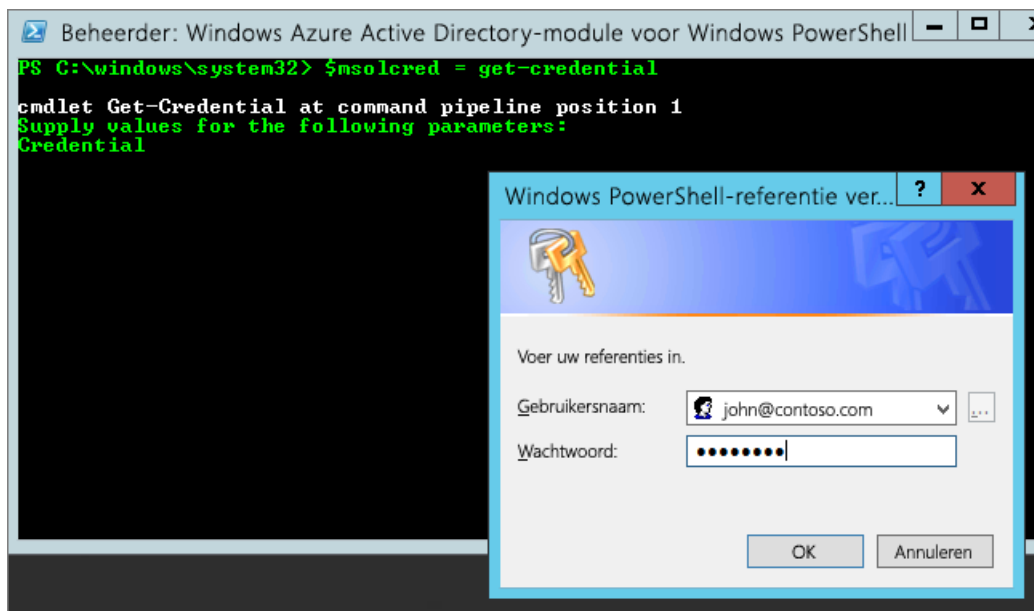 Beheerder: Windows Azure Active Directory-module voor Windows PowerShell
PS C:\windows\system32> $msolcred = get-credential
cmdlet Get-Credential at command pipeline position 1
Supply values for the following parameters:
Credential
Windows PowerShell-referentie ver... ?
Voer uw referenties in.
Gebruikersnaam: john@contoso.com ...
Wachtwoord: ••••••••
OK Annuleren